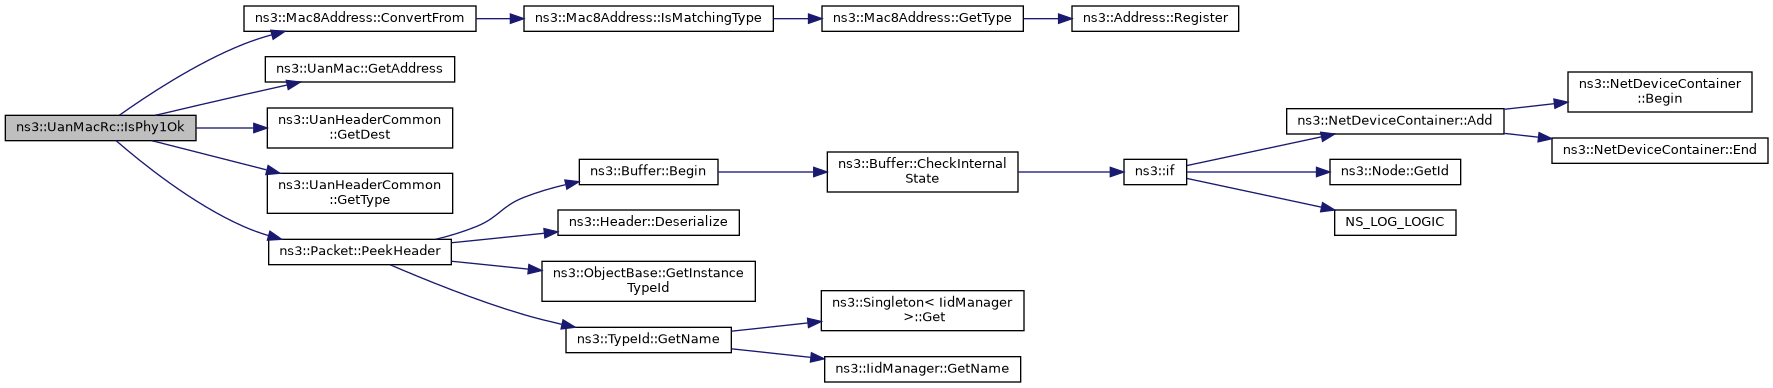 ns3::UanMacRc::IsPhy1Ok
ns3::Mac8Address::ConvertFrom
ns3::Mac8Address::IsMatchingType
ns3::Mac8Address::GetType
ns3::Address::Register
ns3::UanMac::GetAddress
ns3::UanHeaderCommon
::GetDest
ns3::UanHeaderCommon
::GetType
ns3::Packet::PeekHeader
ns3::Buffer::Begin
ns3::Buffer::CheckInternal
State
ns3::if
ns3::NetDeviceContainer::Add
ns3::NetDeviceContainer
::Begin
ns3::NetDeviceContainer::End
ns3::Node::GetId
NS_LOG_LOGIC
ns3::Header::Deserialize
ns3::ObjectBase::GetInstance
TypeId
ns3::TypeId::GetName
ns3::Singleton< IidManager
>::Get
ns3::IidManager::GetName